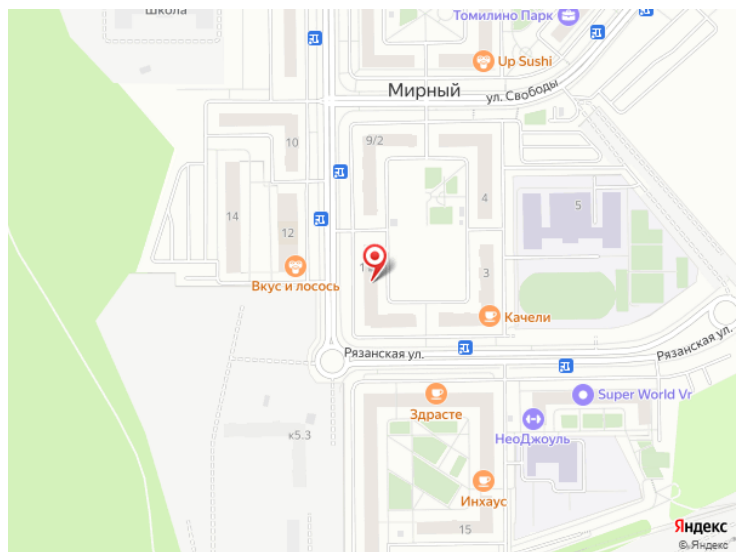 Школа
Томилино Парк
Up Sushi
Мирный
ул. Свободы
9/2
10
4
14
5
12
1
3
Вкус и лосось
Качели
Рязанская ул.
Рязанская ул.
Super World Vr
Здрасте
НеоДжоуль
к5.3
Инхаус
15
Яндекс
© Яндекс